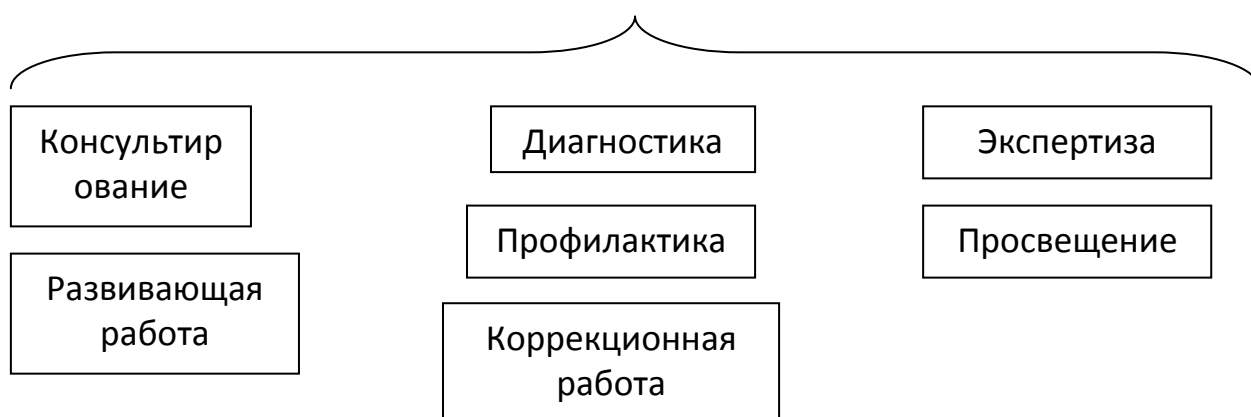 Консультир
ование
Диагностика
Экспертиза
Профилактика
Просвещение
Развивающая
работа
Коррекционная
работа